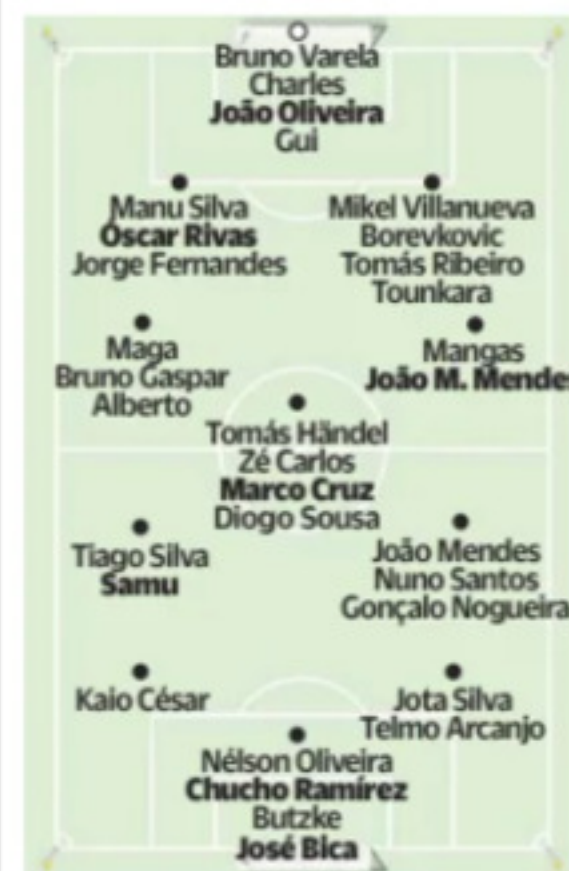 Bruno Varela
Charles
João Oliveira
Gui
Manu Silva
Óscar Rivas
Jorge Fernandes
Mikel Villanueva
Borevkovic
Tomás Ribeiro
Tounkara
Maga
Bruno Gaspar
Alberto
Mangas
João M. Mendes
Tomás Händel
Zé Carlos
Marco Cruz
Diogo Sousa
Tiago Silva
Samu
João Mendes
Nuno Santos
Gonçalo Nogueira
Kaio César
Jota Silva
Telmo Arcanjo
Nélson Oliveira
Chucho Ramírez
Butzke
José Bica